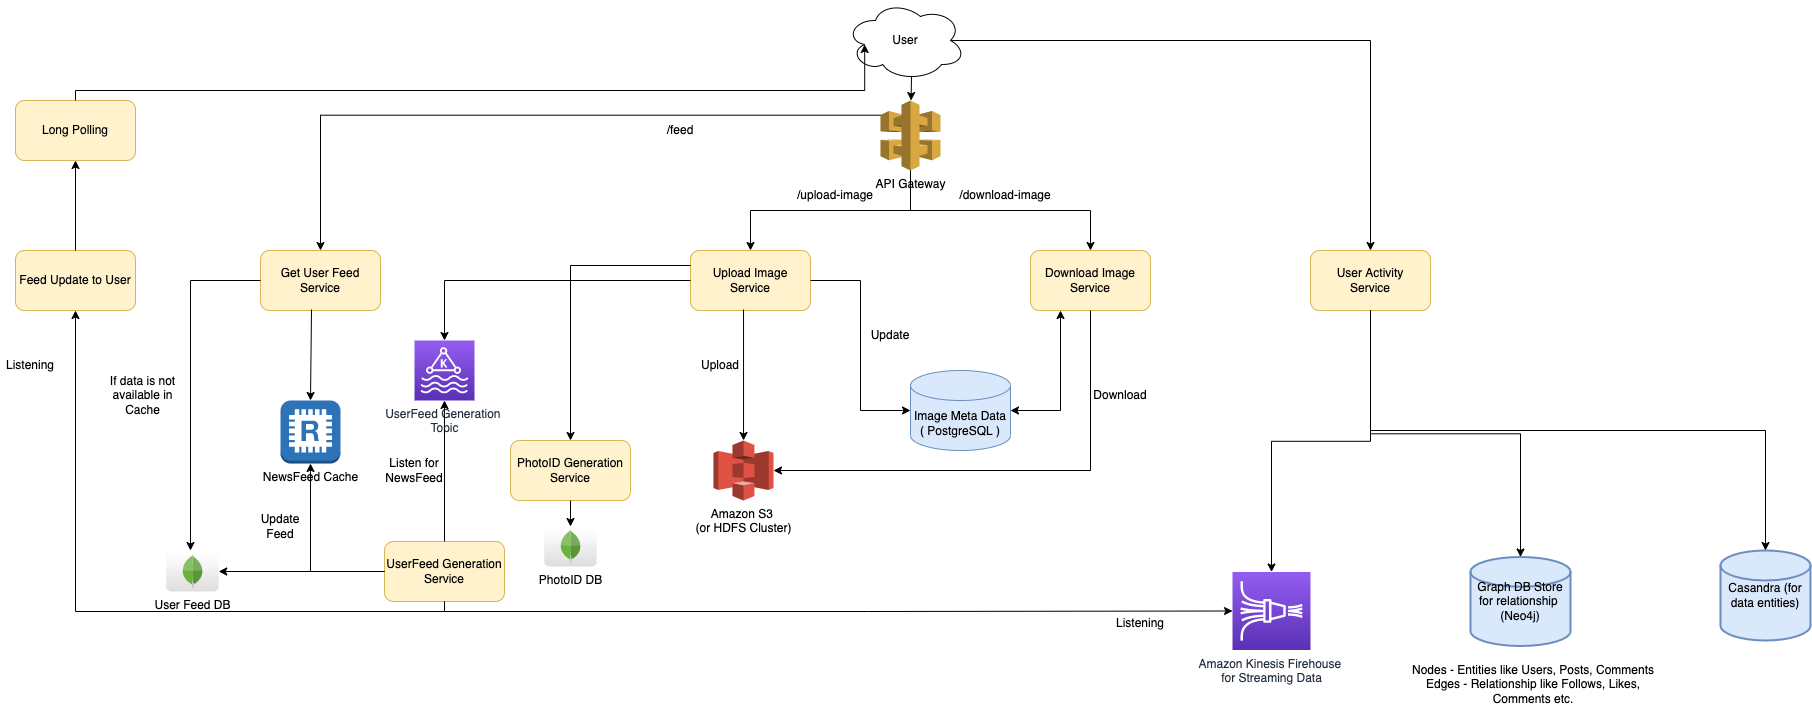 User
Long Polling
/feed
API Gateway
/upload-image
/download-image
Feed Update to User
Get User Feed
Service
Upload Image
Service
Download Image
Service
User Activity
Service
Listening
If data is not
available in
Cache
Update
Upload
Download
K
UserFeed Generation
Topic
Image Meta Data
( PostgreSQL )
R
NewsFeed Cache
Listen for
NewsFeed
PhotoID Generation
Service
Amazon S3
(or HDFS Cluster)
Update
Feed
UserFeed Generation
Service
PhotoID DB
User Feed DB
Listening
Graph DB Store
for relationship
(Neo4j)
Casandra (for
data entities)
Amazon Kinesis Firehouse
for Streaming Data
Nodes - Entities like Users, Posts, Comments
Edges - Relationship like Follows, Likes,
Comments etc.